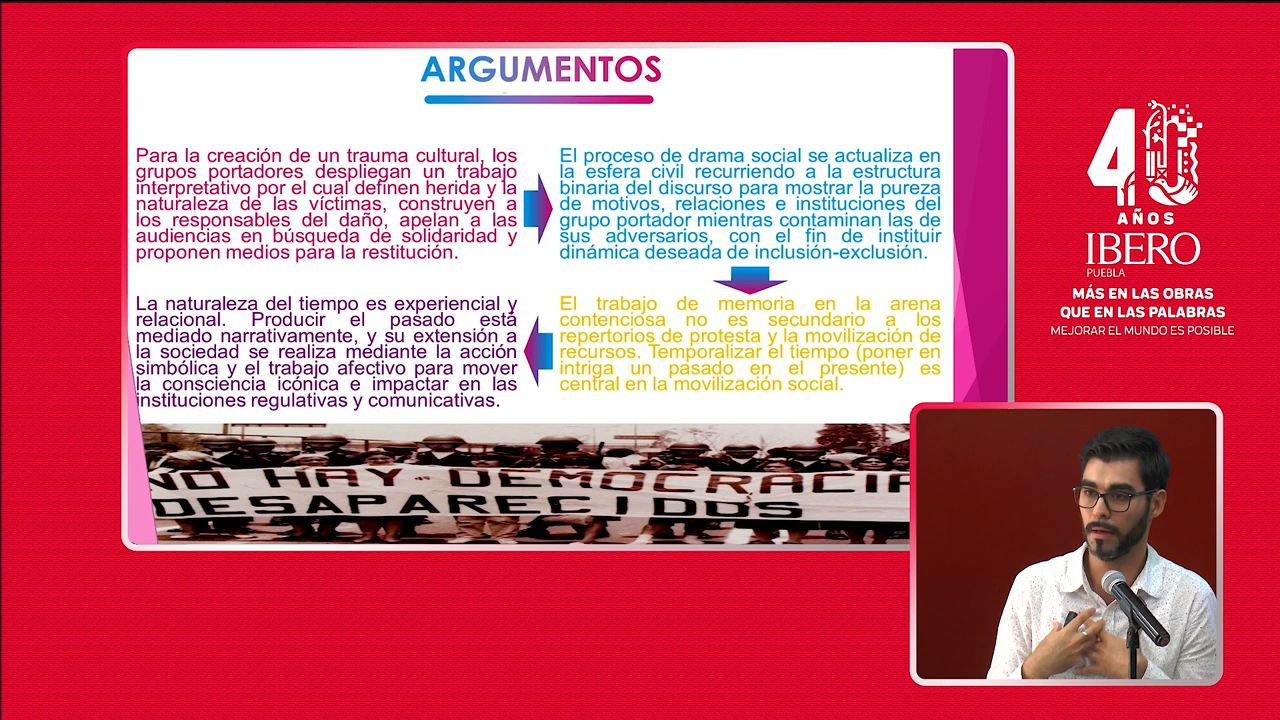 ARGUMENTOS
Para la creación de un trauma cultural, los
grupos portadores despliegan un trabajo
interpretativo por el cual definen herida y la
naturaleza de las víctimas, construyen a
los responsables del daño, apelan a las
audiencias en búsqueda de solidaridad y
proponen medios para la restitución.
El proceso de drama social se actualiza en
la esfera civil recurriendo a la estructura
binaria del discurso para mostrar la pureza
de motivos, relaciones e instituciones del
grupo portador mientras contaminan las de
sus adversarios, con el fin de instituir
dinámica deseada de inclusión-exclusión.
El trabajo de memoria en la arena
contenciosa no es secundario a los
repertorios de protesta y la movilización de
recursos. Temporalizar el tiempo (poner en
intriga un pasado en el presente) es
central en la movilización social.
La naturaleza del tiempo es experiencial y
relacional. Producir el pasado está
mediado narrativamente, y su extensión a
la sociedad se realiza mediante la acción
simbólica y el trabajo afectivo para mover
la consciencia icónica e impactar en las
instituciones regulativas y comunicativas.
NO HAY DEMOCRACIA
DESAPARECIDOS
40
AÑOS
IBERO
PUEBLA
MÁS EN LAS OBRAS
QUE EN LAS PALABRAS
MEJORAR EL MUNDO ES POSIBLE